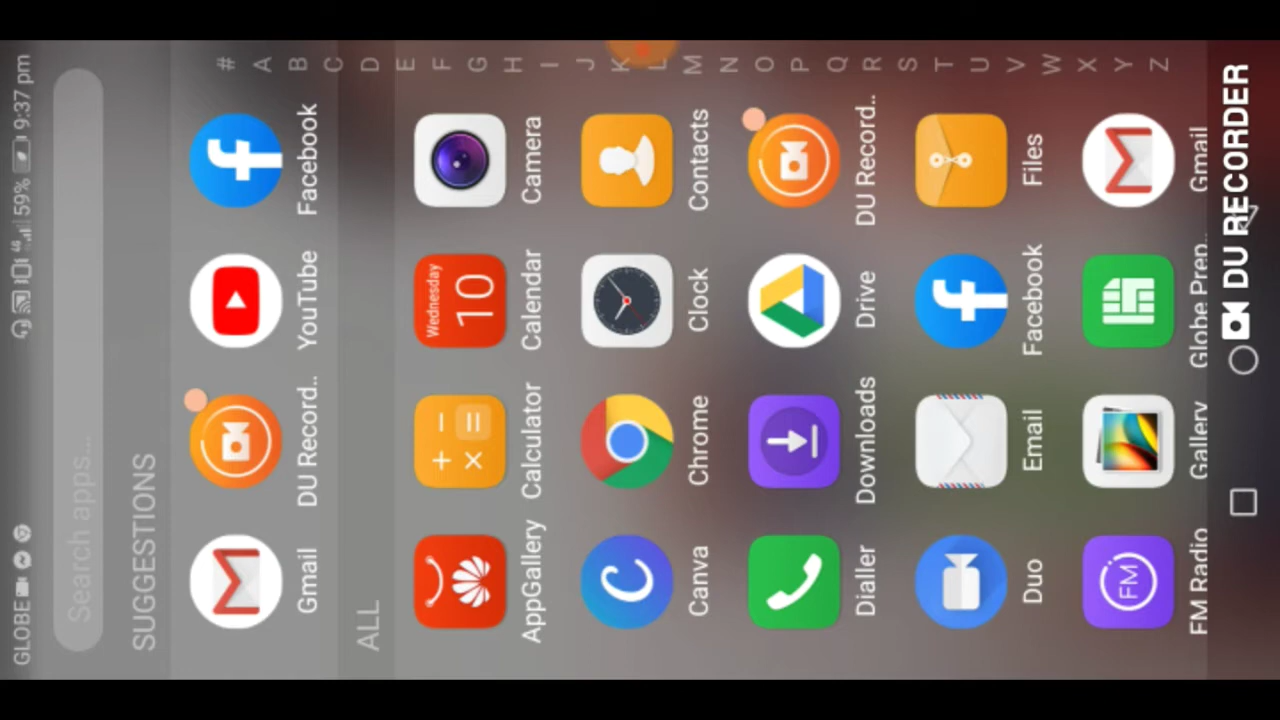 GLOBE 4G 59% 9:37 pm
Search apps...
SUGGESTIONS
Gmail DU Record.. YouTube Facebook
ALL
Wednesday
10
AppGallery Calculator Calendar Camera
Canva Chrome Clock Contacts
Dialler Downloads Drive DU Record..
Duo Email Facebook Files
FM
FM Radio Gallery Globe Prep.. Gmail
#
A
B
C
D
E
F
G
H
I
J
K
L
M
N
O
P
Q
R
S
T
U
V
W
X
Y
Z
DU RECORDER